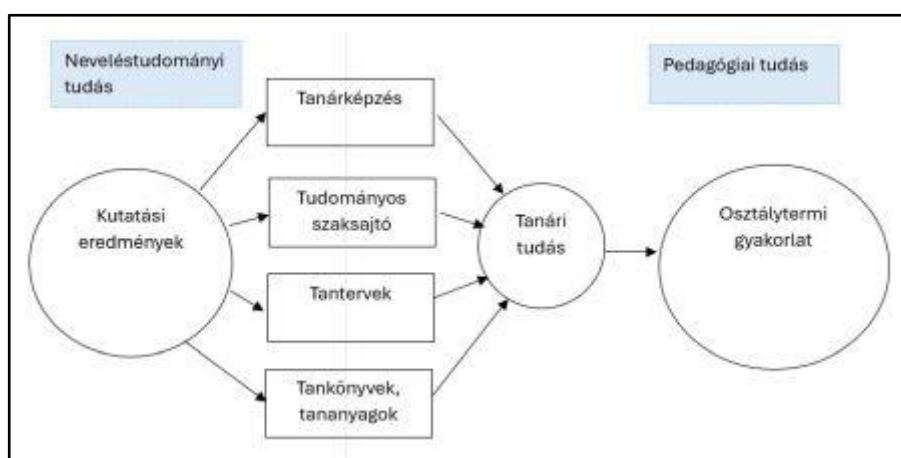 Neveléstudományi
tudás
Pedagógiai tudás
Tanárképzés
Kutatási
eredmények
Tudományos
szaksajtó
Tantervek
Tankönyvek,
tananyagok
Tanári
tudás
Osztálytermi
gyakorlat